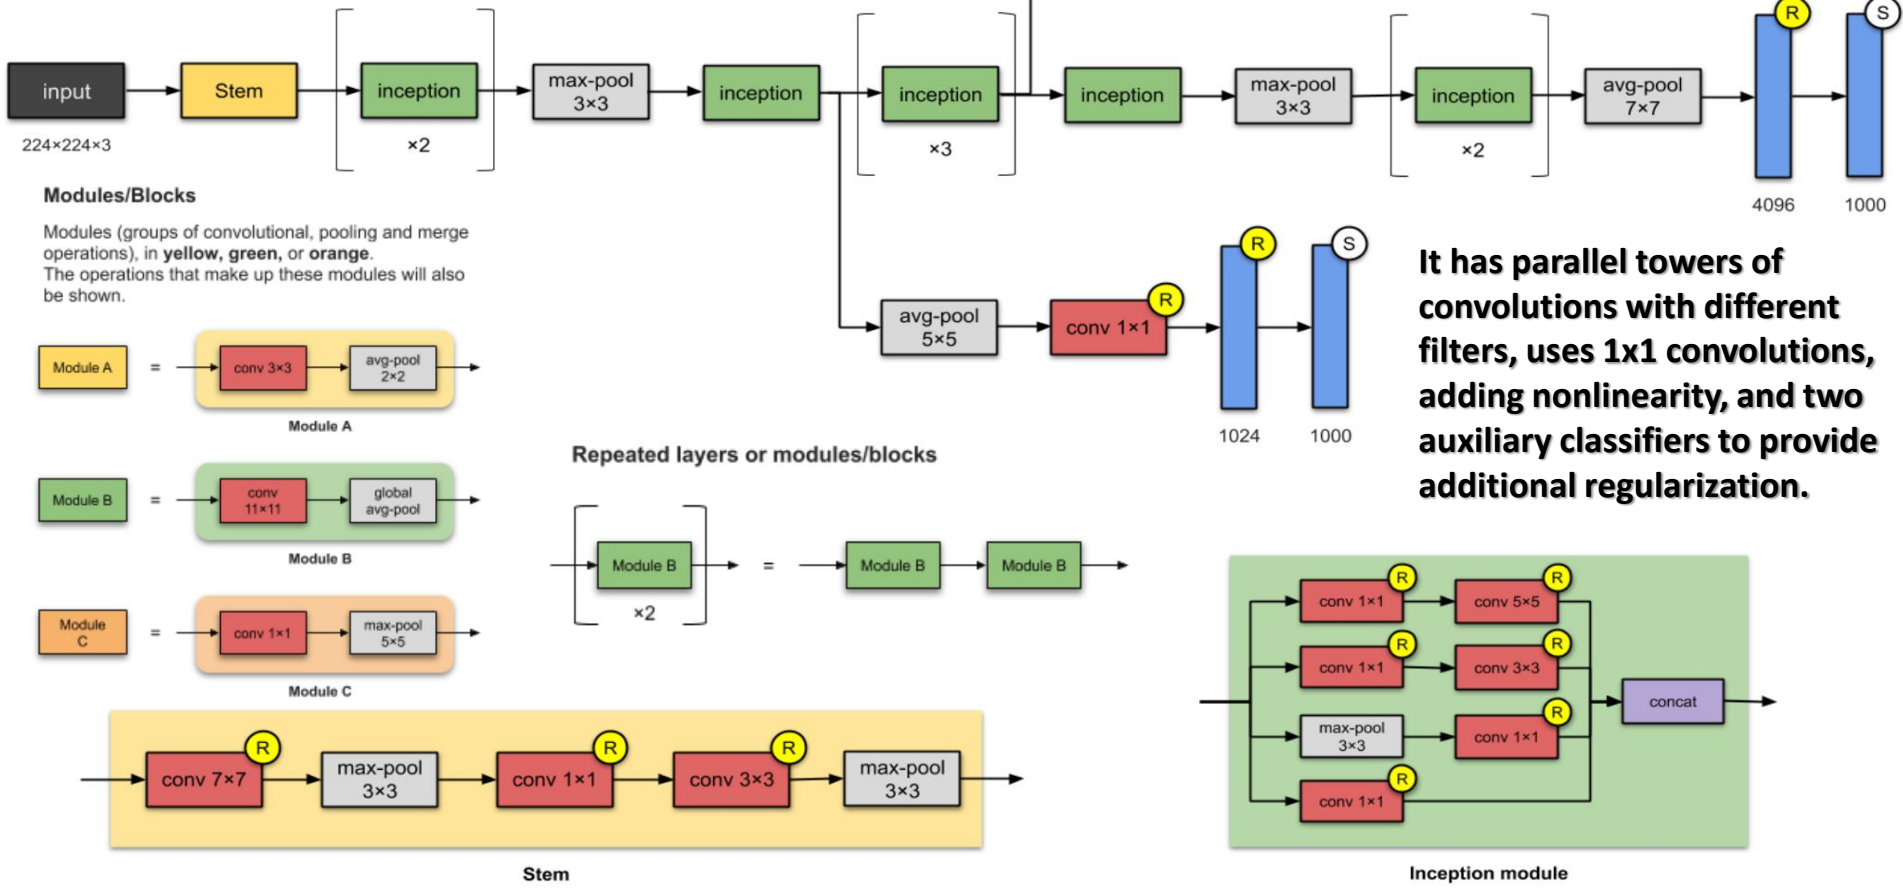 R
S
input
Stem
inception
max-pool
3×3
inception
inception
inception
max-pool
3×3
inception
avg-pool
7×7
224×224×3
×2
×3
×2
4096
1000
Modules/Blocks
Modules (groups of convolutional, pooling and merge
operations), in yellow, green, or orange.
The operations that make up these modules will also
be shown.
R
S
avg-pool
5×5
R
conv 1×1
1024
1000
It has parallel towers of
convolutions with different
filters, uses 1x1 convolutions,
adding nonlinearity, and two
auxiliary classifiers to provide
additional regularization.
Module A
=
conv 3×3
avg-pool
2×2
Module A
Module B
=
conv
11×11
global
avg-pool
Module B
Module
C
=
conv 1×1
max-pool
5×5
Module C
Repeated layers or modules/blocks
Module B
×2
=
Module B
Module B
R
conv 7×7
max-pool
3×3
R
conv 1×1
R
conv 3×3
max-pool
3×3
Stem
R
conv 1×1
R
conv 5×5
R
conv 1×1
R
conv 3×3
max-pool
3×3
R
conv 1×1
R
conv 1×1
concat
Inception module